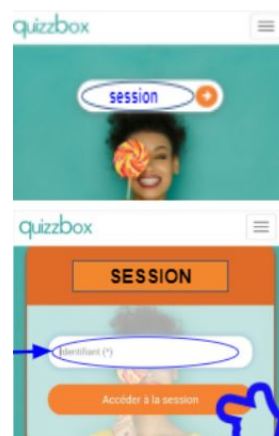 quizzbox
session
quizzbox
SESSION
Identifiant (*)
Accéder à la session